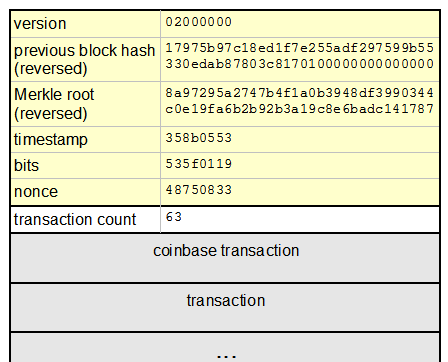 version 02000000
previous block hash 17975b97c18ed1f7e255adf297599b55
(reversed) 330edab87803c8170100000000000000
Merkle root 8a97295a2747b4f1a0b3948df3990344
(reversed) c0e19fa6b2b92b3a19c8e6badc141787
timestamp 358b0553
bits 535f0119
nonce 48750833
transaction count 63
coinbase transaction
transaction
...